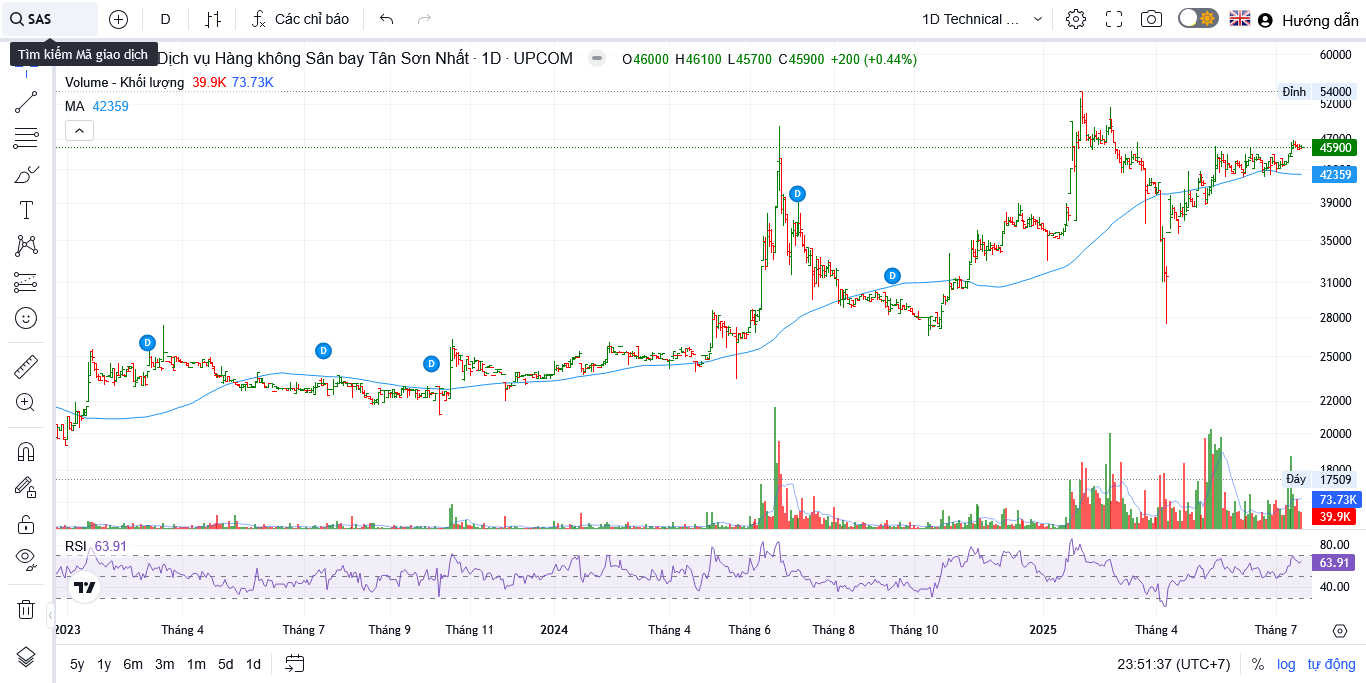 SAS
D
Các chỉ báo
1D Technical ...
Hướng dẫn
Tìm kiếm Mã giao dịch
Dịch vụ Hàng không Sân bay Tân Sơn Nhất · 1D · UPCOM
O46000 H46100 L45700 C45900 +200 (+0.44%)
Volume - Khối lượng 39.9K 73.73K
MA 42359
60000
Đỉnh 54000
52000
47000
45900
42359
39000
35000
31000
28000
25000
22000
20000
18000
Đáy 17509
73.73K
39.9K
D
D
D
D
D
RSI 63.91
80.00
63.91
40.00
2023 Tháng 4 Tháng 7 Tháng 9 Tháng 11 2024 Tháng 4 Tháng 6 Tháng 8 Tháng 10 2025 Tháng 4 Tháng 7
5y 1y 6m 3m 1m 5d 1d
23:51:37 (UTC+7) % log tự động